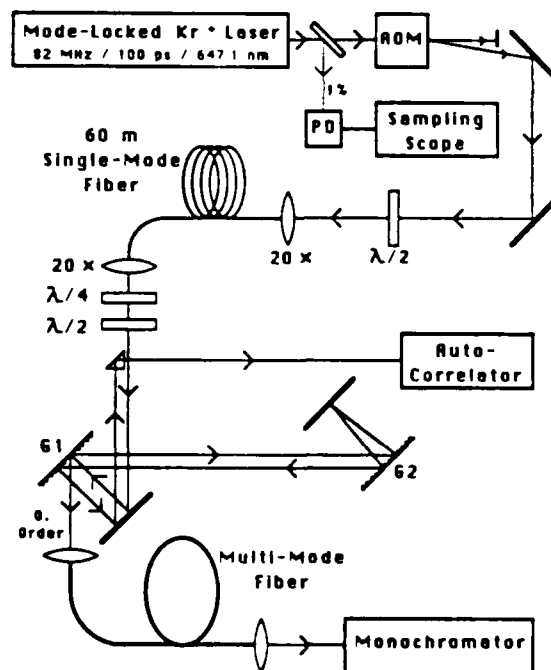 Mode-Locked Kr+ Laser
82 MHz / 100 ps / 647.1 nm
AOM
1%
PD
Sampling
Scope
60 m
Single-Mode
Fiber
20 x
λ/2
20 x
λ/4
λ/2
Auto-
Correlator
G1
G2
0.
Order
Multi-Mode
Fiber
Monochromator